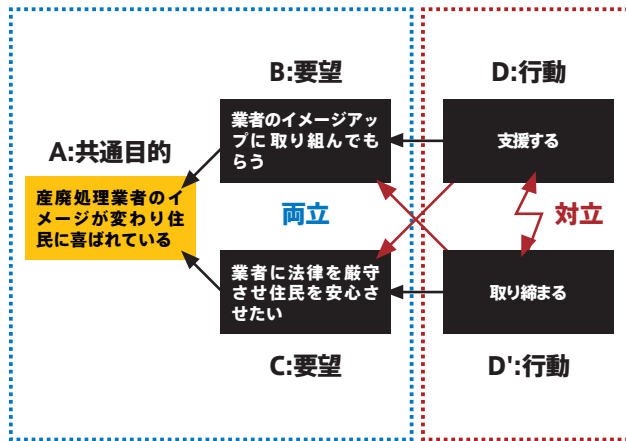 B:要望
D:行動
業者のイメージアッ
プに取り組んでも
らう
支援する
A:共通目的
産廃処理業者のイ
メージが変わり住
民に喜ばれている
両立
対立
業者に法律を厳守
させ住民を安心さ
せたい
取り締まる
C:要望
D':行動